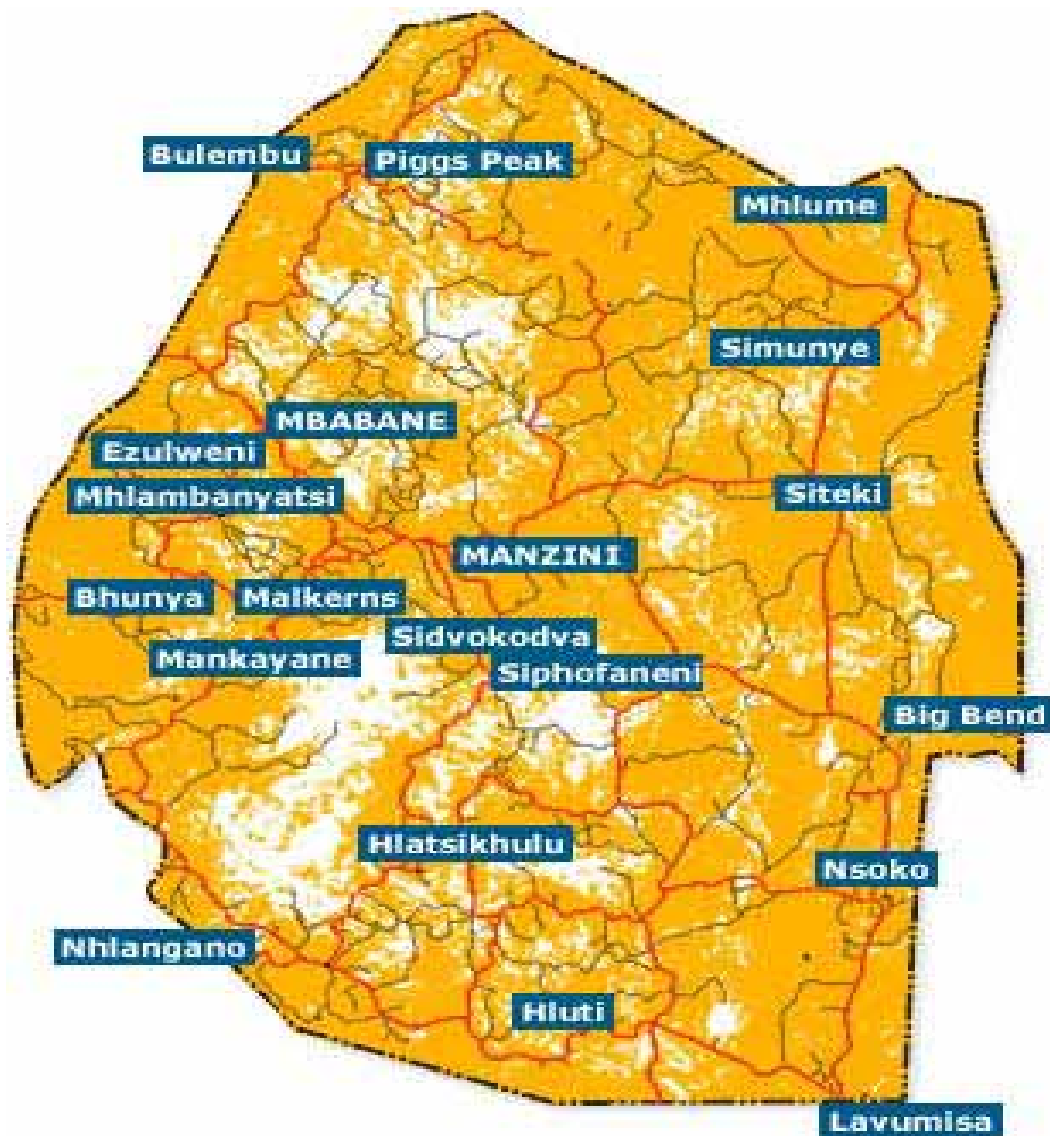 Bulembu
Piggs Peak
Mhlume
Simunye
MBABANE
Ezulweni
Mhlambanyatsi
Siteki
MANZINI
Bhunya
Malkerns
Sidvokodva
Mankayane
Siphofaneni
Big Bend
Hlatsikhulu
Nsoko
Nhlangano
Hluti
Lavumisa